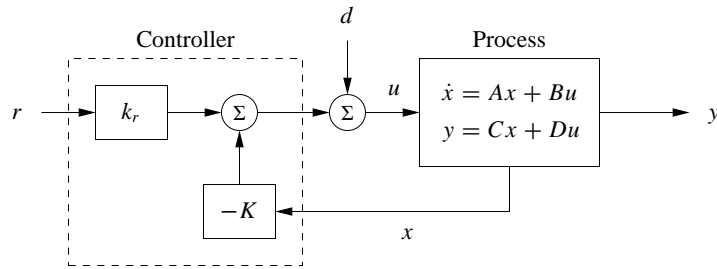 Controller
d
Process
r
k_r
Σ
Σ
u
ẋ = Ax + Bu
y = Cx + Du
y
−K
x